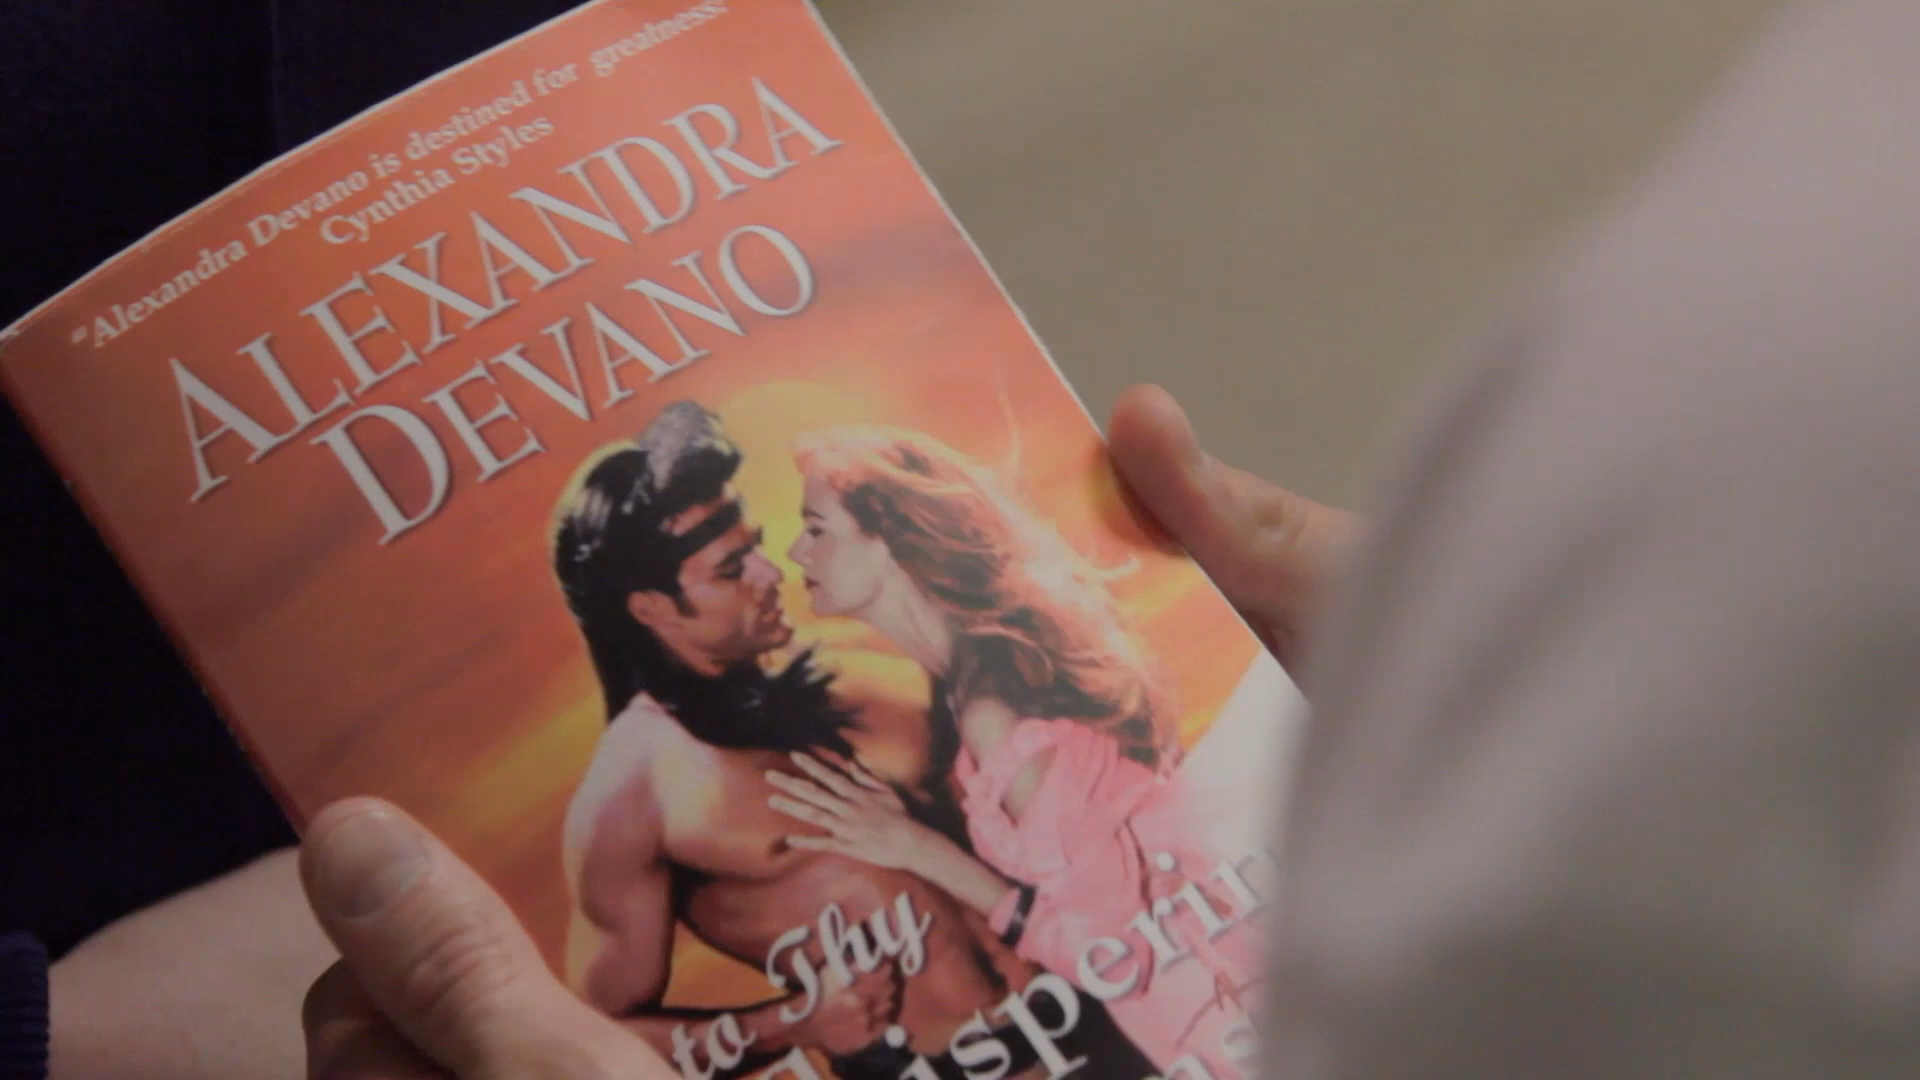 "Alexandra Devano is destined for greatness."
Cynthia Styles
ALEXANDRA
DEVANO
to Thy